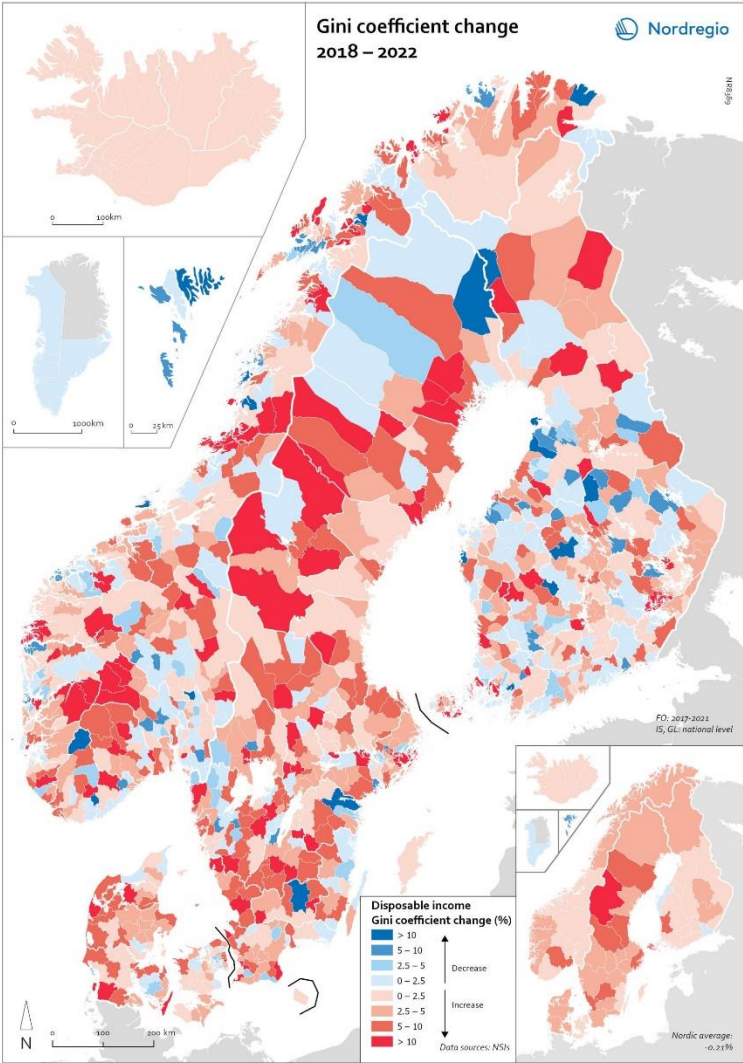 Gini coefficient change
2018 – 2022
Nordregio
NR8369
100km
1000km
25km
FO: 2017-2021
IS, GL: national level
Disposable income
Gini coefficient change (%)
> 10
5 – 10
2.5 – 5
0 – 2.5
0 – 2.5
2.5 – 5
5 – 10
> 10
Decrease
Increase
Data sources: NSIs
N
0
100
200 km
0
0
0
Nordic average:
-0.21%